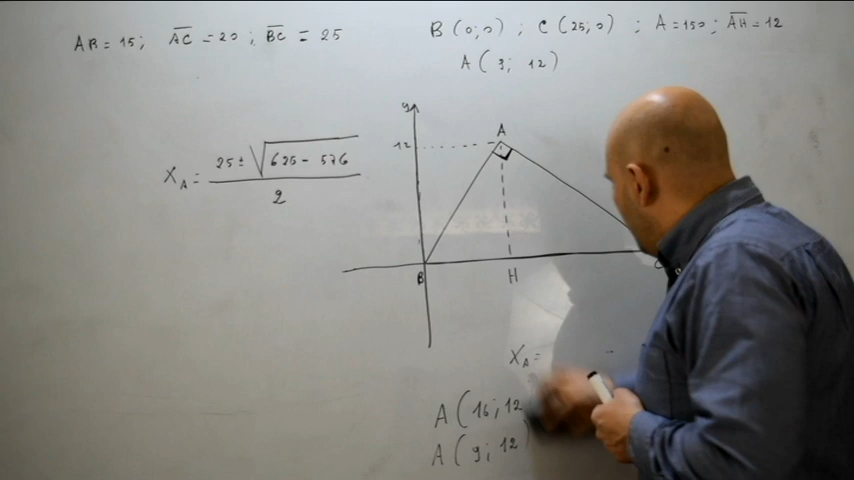 AB = 15; AC = 20; BC = 25
B (0;0); C (25;0); A = 150; AH = 12
A (9; 12)
X_A = (25 ± √(625 - 576)) / 2
y
12
A
B
H
X_A =
A (16; 12
A (9; 12)